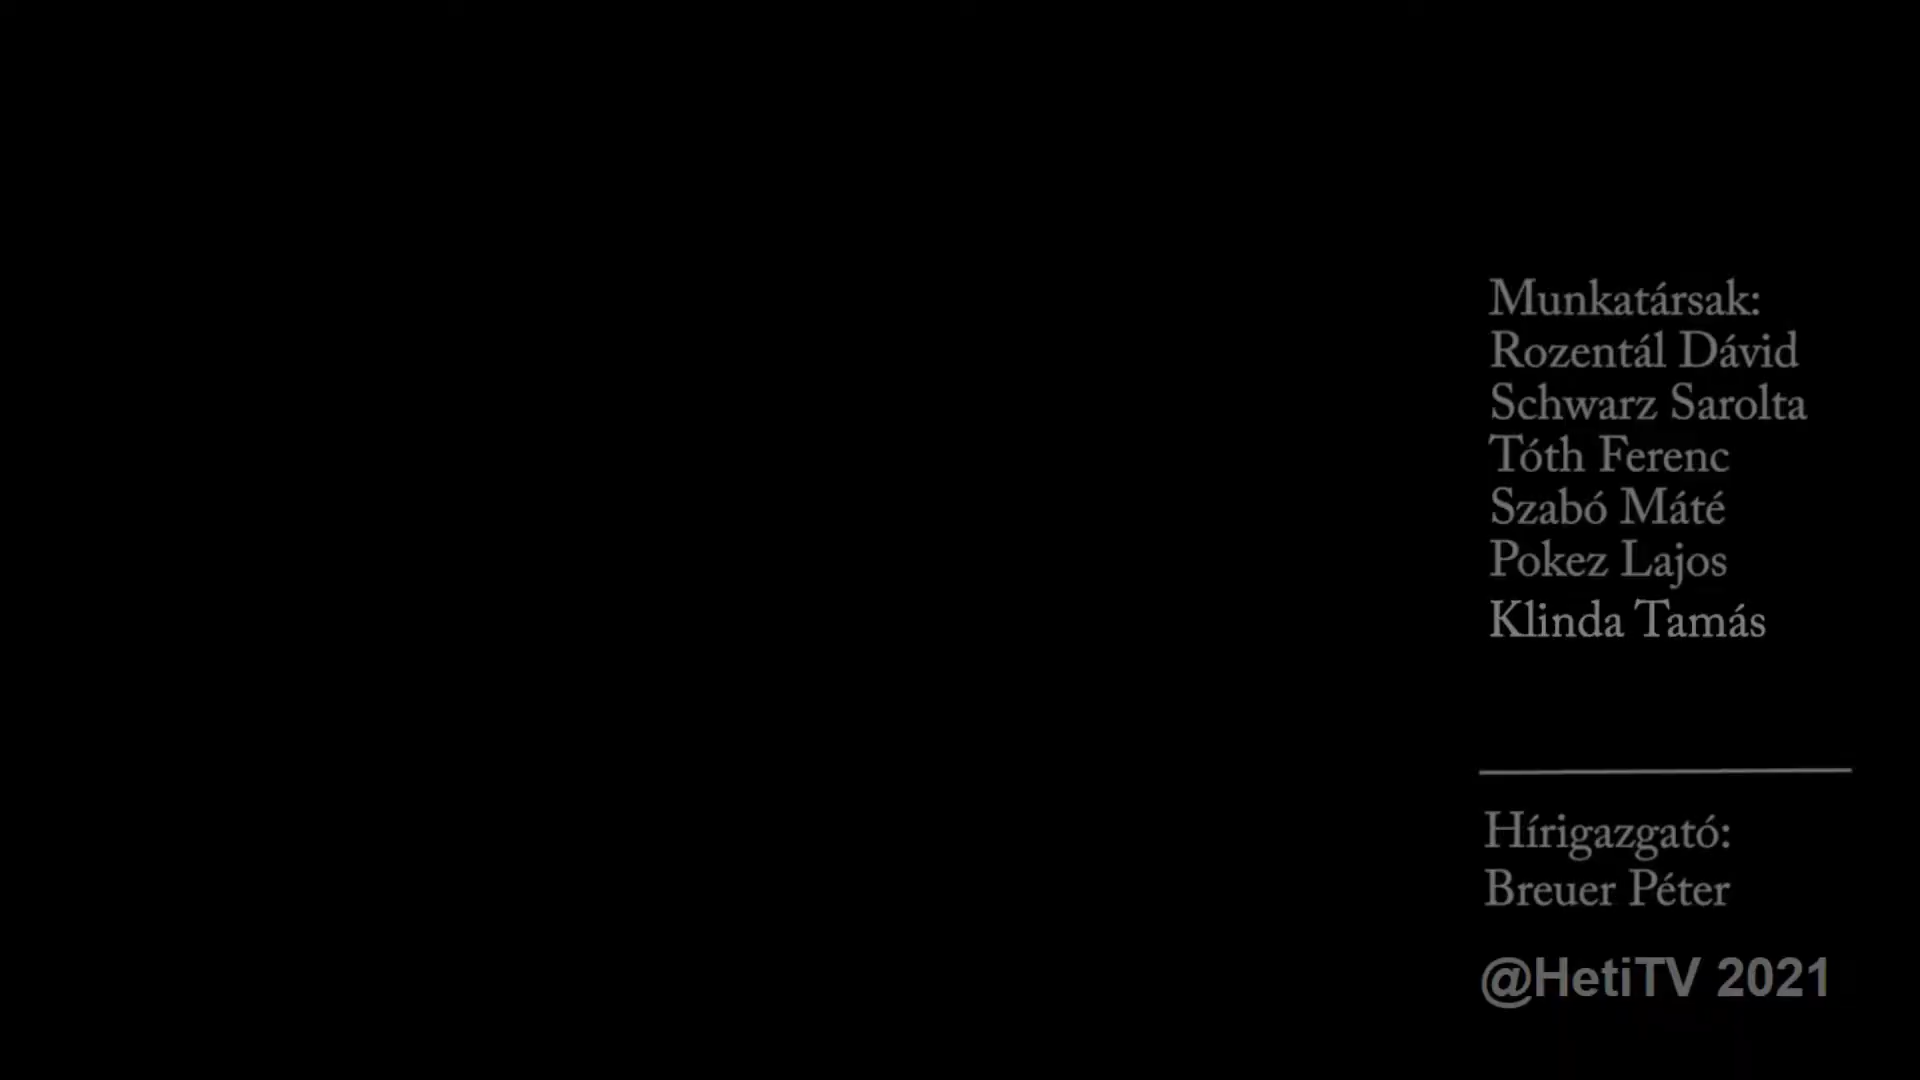 Munkatársak:
Rozentál Dávid
Schwarz Sarolta
Tóth Ferenc
Szabó Máté
Pokez Lajos
Klinda Tamás
Hírigazgató:
Breuer Péter
@HetiTV 2021